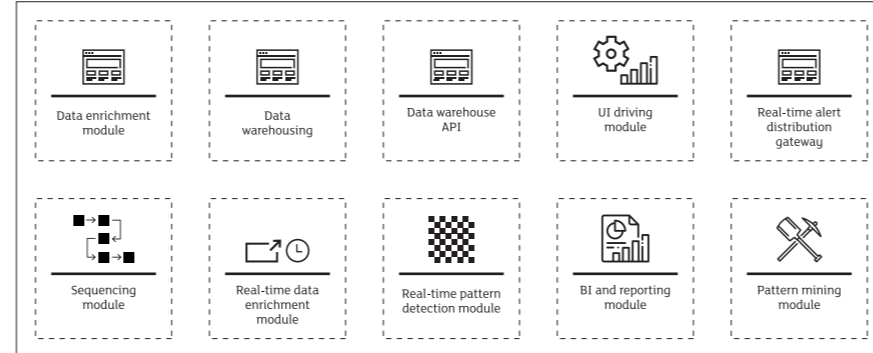 Data enrichment
module
Data
warehousing
Data warehouse
API
UI driving
module
Real-time alert
distribution
gateway
Sequencing
module
Real-time data
enrichment
module
Real-time pattern
detection module
BI and reporting
module
Pattern mining
module